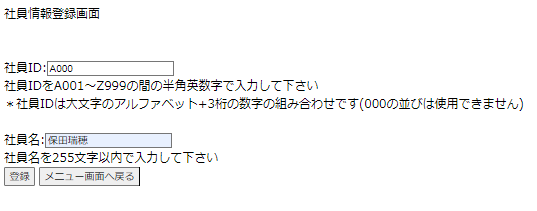 社員情報登録画面
社員ID:A000
社員IDをA001～Z999の間の半角英数字で入力して下さい
＊社員IDは大文字のアルファベット+3桁の数字の組み合わせです(000の並びは使用できません)
社員名:保田瑞穂
社員名を255文字以内で入力して下さい
登録 メニュー画面へ戻る